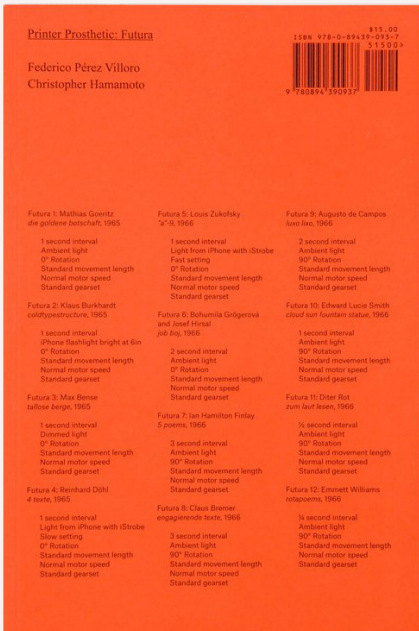 Printer Prosthetic: Futura
Federico Pérez Villoro
Christopher Hamamoto
$15.00
ISBN 978-0-89439-093-7
51500>
9 780894 390937
Futura 1: Mathias Goeritz
die goldene botschaft, 1965
1 second interval
Ambient light
0° Rotation
Standard movement length
Normal motor speed
Standard gearset
Futura 2: Klaus Burkhardt
coldtypestructure, 1965
1 second interval
iPhone flashlight bright at 6in
0° Rotation
Standard movement length
Normal motor speed
Standard gearset
Futura 3: Max Bense
tallose berge, 1965
1 second interval
Dimmed light
0° Rotation
Standard movement length
Normal motor speed
Standard gearset
Futura 4: Reinhard Döhl
4 texte, 1965
1 second interval
Light from iPhone with iStrobe
Slow setting
0° Rotation
Standard movement length
Normal motor speed
Standard gearset
Futura 5: Louis Zukofsky
"a"-9, 1966
1 second interval
Light from iPhone with iStrobe
Fast setting
0° Rotation
Standard movement length
Normal motor speed
Standard gearset
Futura 6: Bohumila Grögerová
and Josef Hirsal
job boj, 1966
2 second interval
Ambient light
0° Rotation
Standard movement length
Normal motor speed
Standard gearset
Futura 7: Ian Hamilton Finlay
5 poems, 1966
3 second interval
Ambient light
90° Rotation
Standard movement length
Normal motor speed
Standard gearset
Futura 8: Claus Bremer
engagierende texte, 1966
3 second interval
Ambient light
90° Rotation
Standard movement length
Normal motor speed
Standard gearset
Futura 9: Augusto de Campos
luxo lixo, 1966
2 second interval
Ambient light
90° Rotation
Standard movement length
Normal motor speed
Standard gearset
Futura 10: Edward Lucie Smith
cloud sun fountain statue, 1966
1 second interval
Ambient light
90° Rotation
Standard movement length
Normal motor speed
Standard gearset
Futura 11: Diter Rot
zum laut lesen, 1966
½ second interval
Ambient light
90° Rotation
Standard movement length
Normal motor speed
Standard gearset
Futura 12: Emmett Williams
rotapoems, 1966
¼ second interval
Ambient light
90° Rotation
Standard movement length
Normal motor speed
Standard gearset